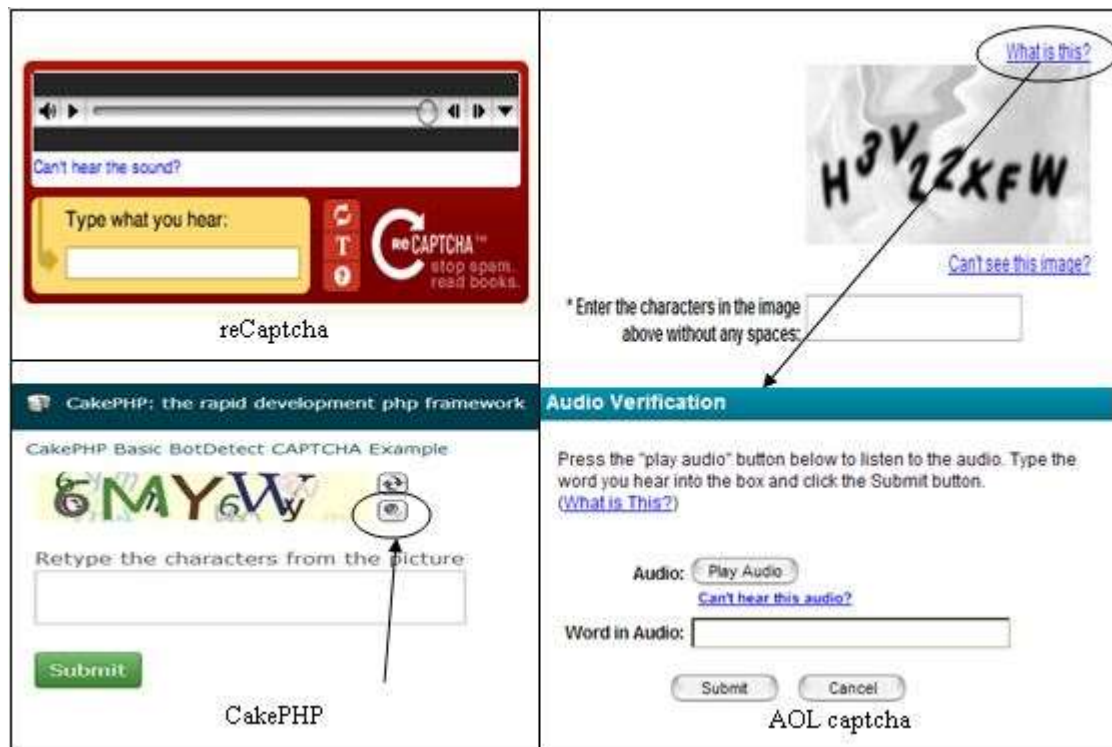 Can't hear the sound?
Type what you hear:
reCAPTCHA™
stop spam.
read books.
reCaptcha
What is this?
H3V22XFW
Can't see this image?
* Enter the characters in the image
above without any spaces:
CakePHP: the rapid development php framework
CakePHP Basic BotDetect CAPTCHA Example
6MY6Wy
Retype the characters from the picture
Submit
CakePHP
Audio Verification
Press the "play audio" button below to listen to the audio. Type the
word you hear into the box and click the Submit button.
(What is This?)
Audio: Play Audio
Can't hear this audio?
Word in Audio:
Submit Cancel
AOL captcha